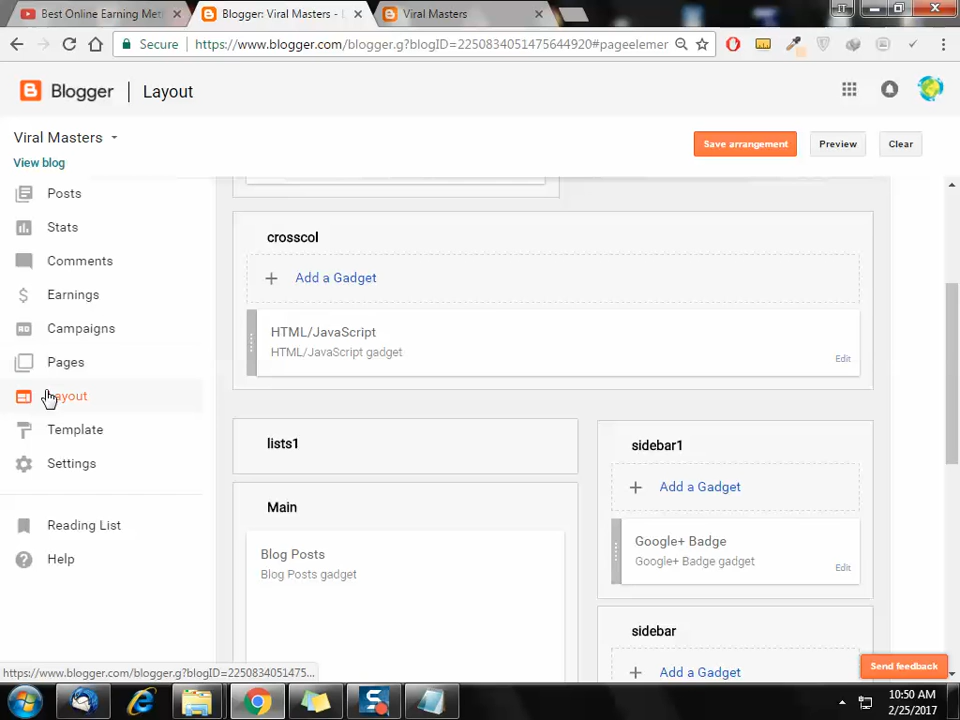 Best Online Earning Met
Blogger: Viral Masters -
Viral Masters
Secure
https://www.blogger.com/blogger.g?blogID=2250834051475644920#pageelemer
Blogger
Layout
Viral Masters
Save arrangement
Preview
Clear
View blog
Posts
Stats
Comments
Earnings
Campaigns
Pages
Layout
Template
Settings
Reading List
Help
crosscol
+ Add a Gadget
HTML/JavaScript
HTML/JavaScript gadget
Edit
lists1
Main
Blog Posts
Blog Posts gadget
sidebar1
+ Add a Gadget
Google+ Badge
Google+ Badge gadget
Edit
sidebar
+ Add a Gadget
Send feedback
https://www.blogger.com/blogger.g?blogID=2250834051475...
10:50 AM
2/25/2017